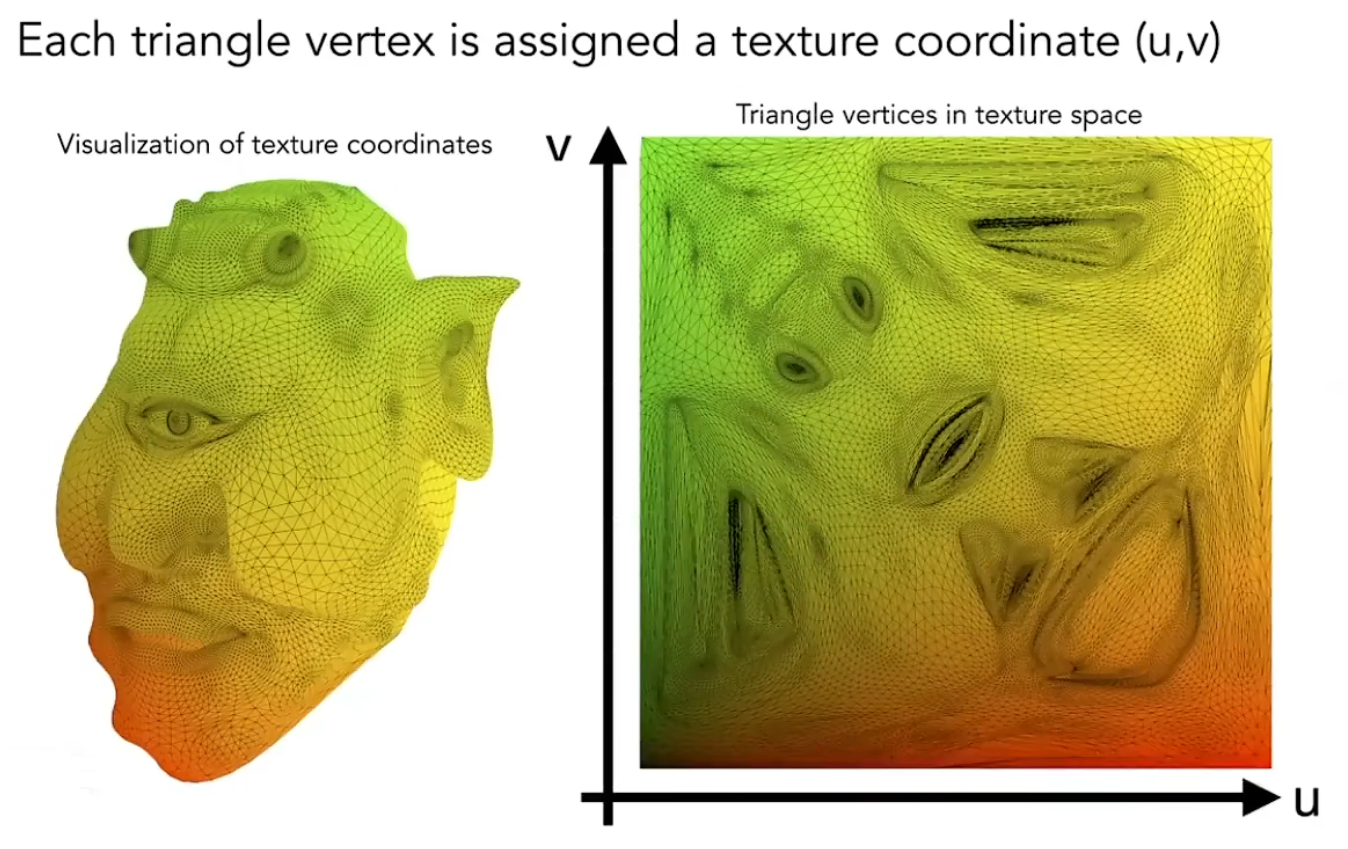 Each triangle vertex is assigned a texture coordinate (u,v)
Visualization of texture coordinates
Triangle vertices in texture space
v
u